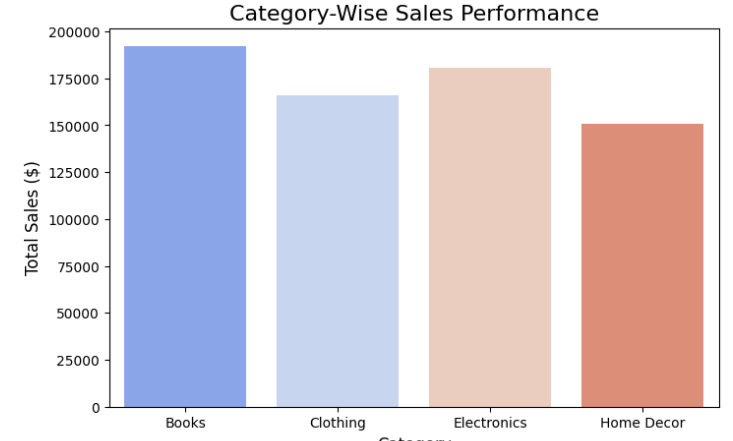 Category-Wise Sales Performance
Total Sales ($)
200000
175000
150000
125000
100000
75000
50000
25000
0
Books Clothing Electronics Home Decor
Category